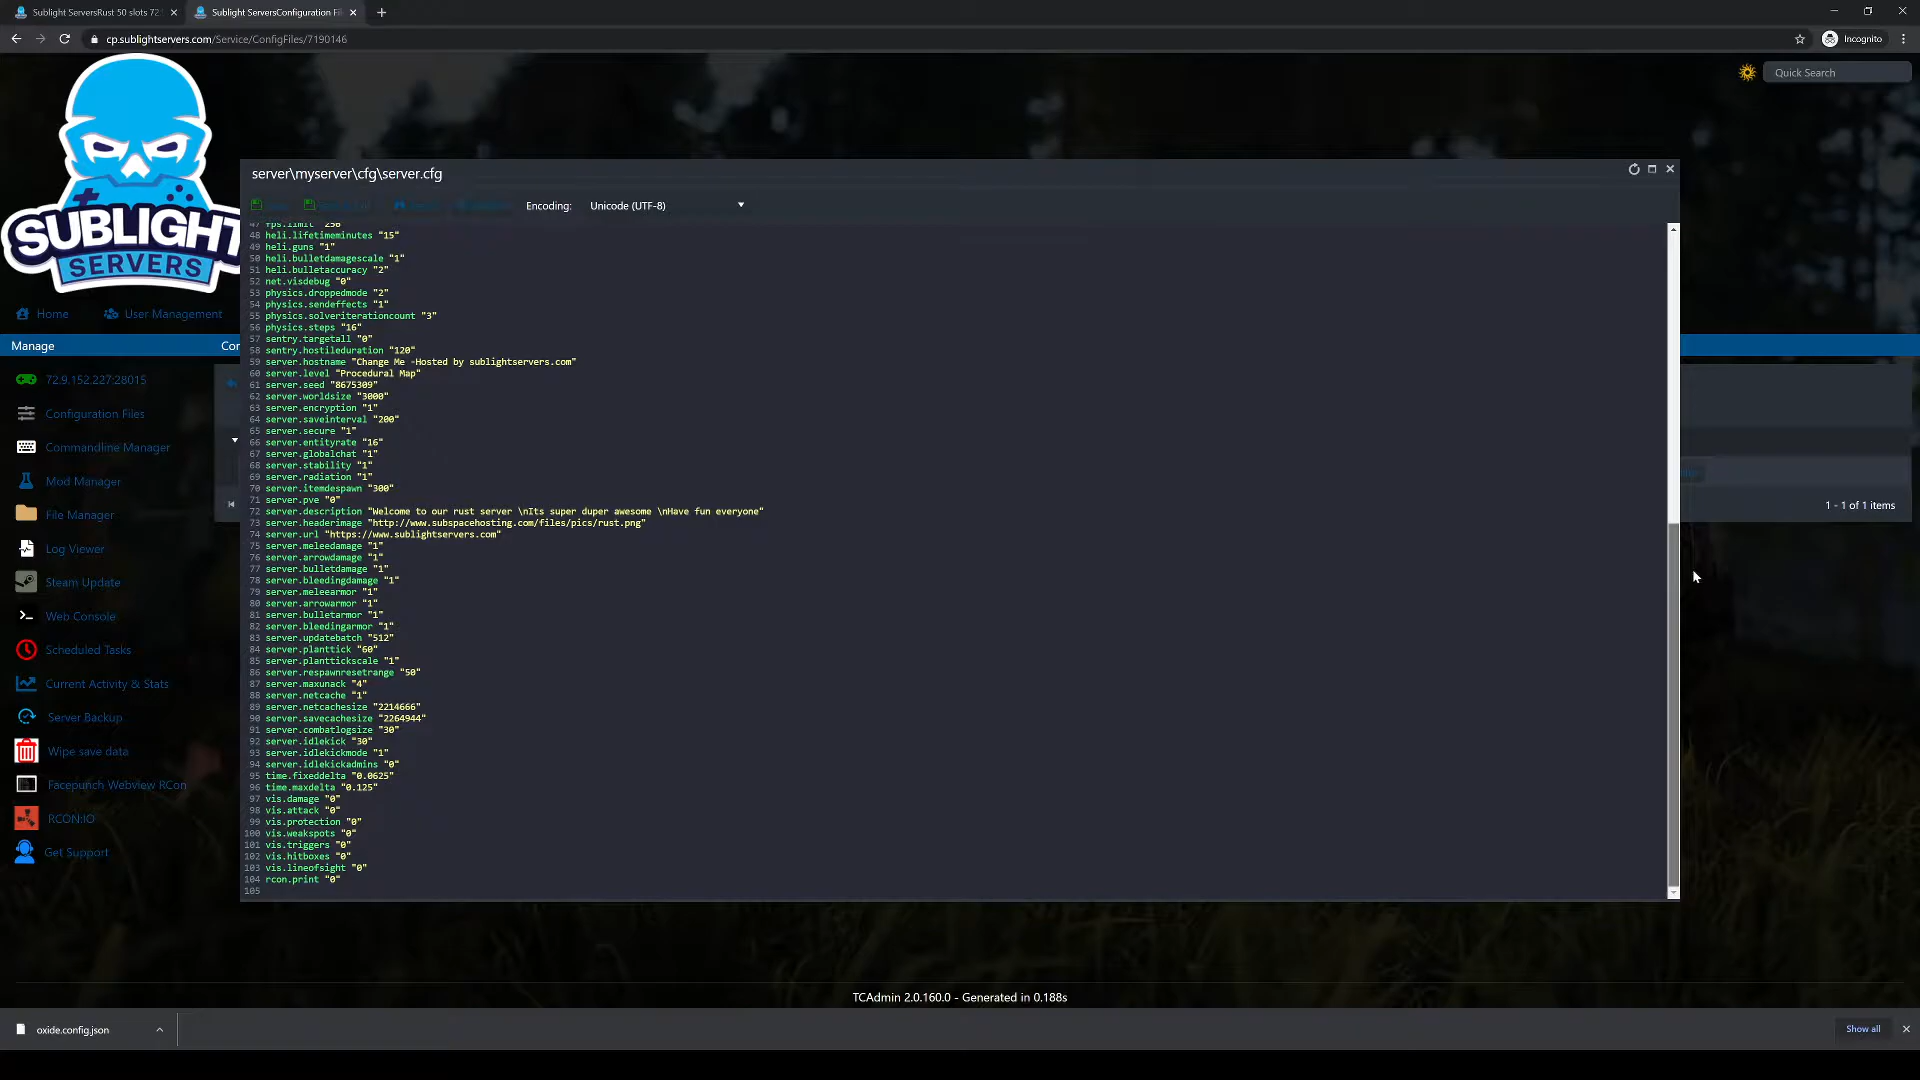 Sublight ServersRust 50 slots 72
Sublight ServersConfiguration Fi
cp.sublightservers.com/Service/ConfigFiles/7190146
Incognito
Quick Search
SUBLIGHT
SERVERS
Home
User Management
Manage
Con
72.9.152.227:28015
Configuration Files
Commandline Manager
Mod Manager
File Manager
Log Viewer
Steam Update
Web Console
Scheduled Tasks
Current Activity & Stats
Server Backup
Wipe save data
Facepunch Webview RCon
RCON:IO
Get Support
server\myserver\cfg\server.cfg
Encoding: Unicode (UTF-8)
47 fps.limit "256"
48 heli.lifetimeminutes "15"
49 heli.guns "1"
50 heli.bulletdamagescale "1"
51 heli.bulletaccuracy "2"
52 net.visdebug "0"
53 physics.droppedmode "2"
54 physics.sendeffects "1"
55 physics.solveriterationcount "3"
56 physics.steps "16"
57 sentry.targetall "0"
58 sentry.hostileduration "120"
59 server.hostname "Change Me -Hosted by sublightservers.com"
60 server.level "Procedural Map"
61 server.seed "8675309"
62 server.worldsize "3000"
63 server.encryption "1"
64 server.saveinterval "200"
65 server.secure "1"
66 server.entityrate "16"
67 server.globalchat "1"
68 server.stability "1"
69 server.radiation "1"
70 server.itemdespawn "300"
71 server.pve "0"
72 server.description "Welcome to our rust server \nIts super duper awesome \nHave fun everyone"
73 server.headerimage "http://www.subspacehosting.com/files/pics/rust.png"
74 server.url "https://www.sublightservers.com"
75 server.meleedamage "1"
76 server.arrowdamage "1"
77 server.bulletdamage "1"
78 server.bleedingdamage "1"
79 server.meleearmor "1"
80 server.arrowarmor "1"
81 server.bulletarmor "1"
82 server.bleedingarmor "1"
83 server.updatebatch "512"
84 server.planttick "60"
85 server.planttickscale "1"
86 server.respawnresetrange "50"
87 server.maxunack "4"
88 server.netcache "1"
89 server.netcachesize "2214666"
90 server.savecachesize "2264944"
91 server.combatlogsize "30"
92 server.idlekick "30"
93 server.idlekickmode "1"
94 server.idlekickadmins "0"
95 time.fixeddelta "0.0625"
96 time.maxdelta "0.125"
97 vis.damage "0"
98 vis.attack "0"
99 vis.protection "0"
100 vis.weakspots "0"
101 vis.triggers "0"
102 vis.hitboxes "0"
103 vis.lineofsight "0"
104 rcon.print "0"
105
1 - 1 of 1 items
TCAdmin 2.0.160.0 - Generated in 0.188s
oxide.config.json
Show all